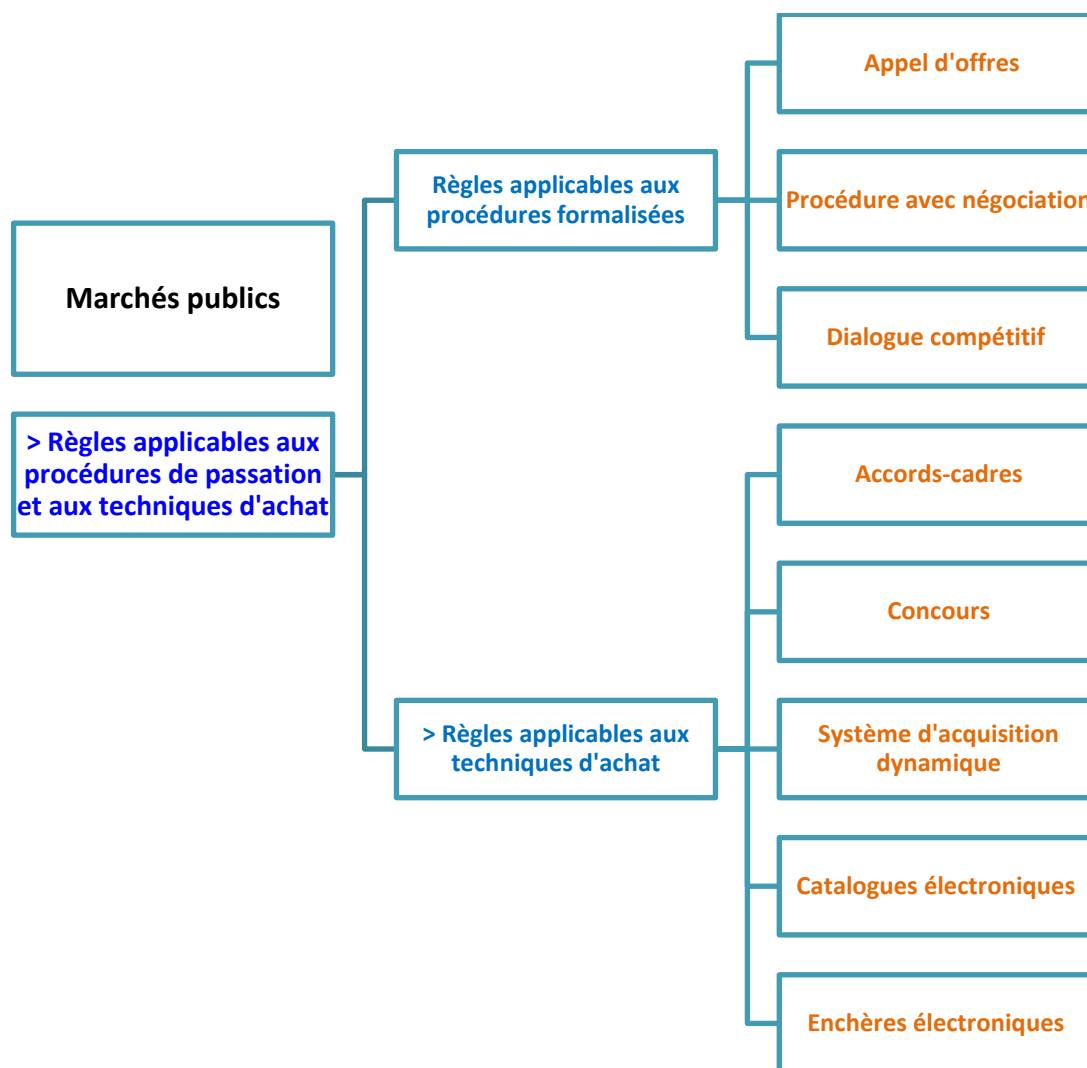 Marchés publics
> Règles applicables aux
procédures de passation
et aux techniques d'achat
Règles applicables aux
procédures formalisées
Appel d'offres
Procédure avec négociation
Dialogue compétitif
> Règles applicables aux
techniques d'achat
Accords-cadres
Concours
Système d'acquisition
dynamique
Catalogues électroniques
Enchères électroniques